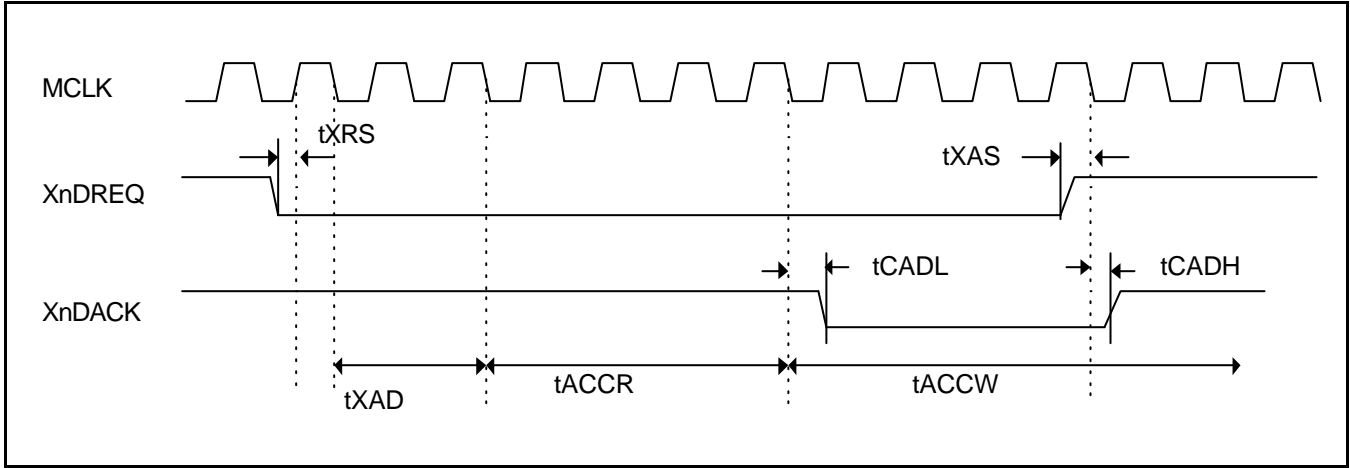 MCLK
tXRS
tXAS
XnDREQ
tCADL
tCADH
XnDACK
tXAD
tACCR
tACCW